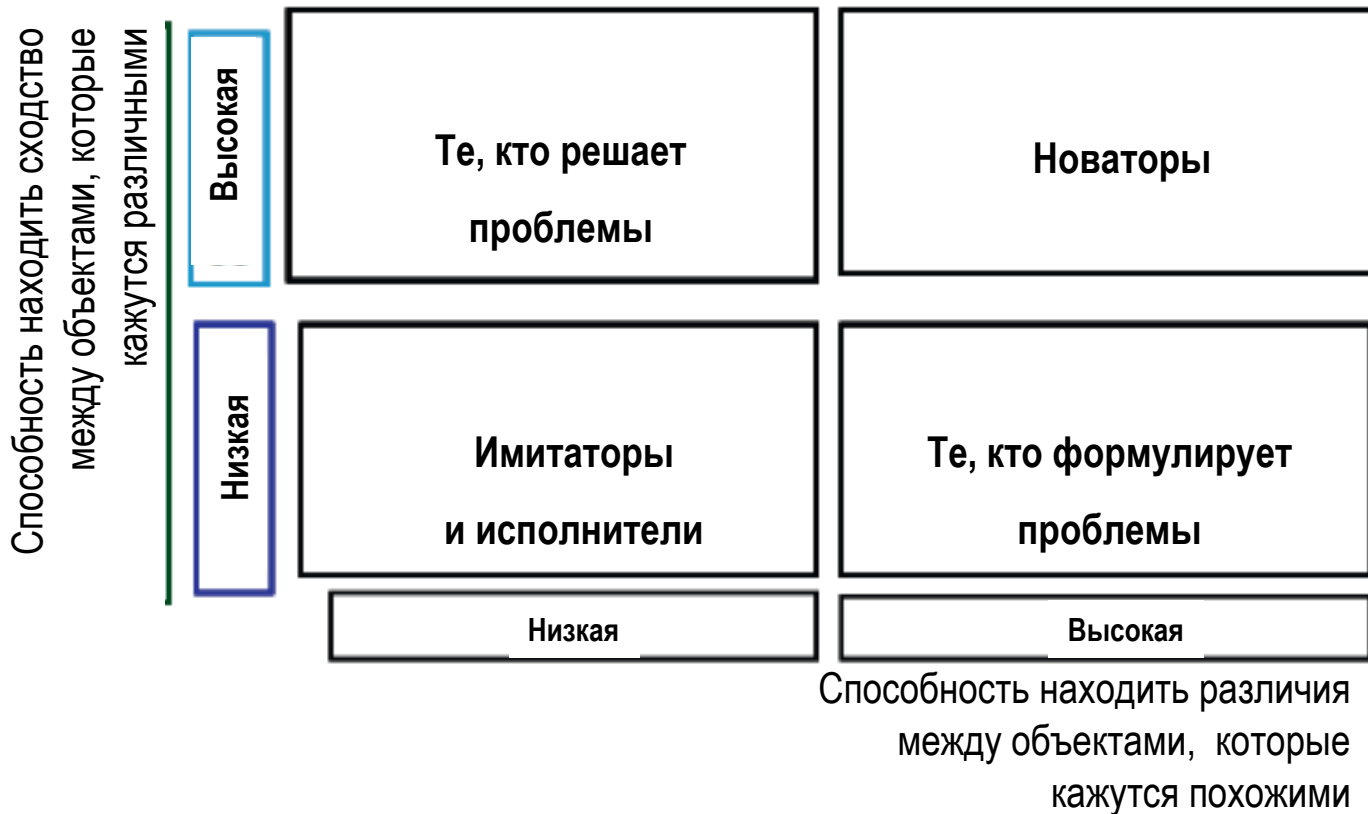 Способность находить сходство
между объектами, которые
кажутся различными
Высокая
Те, кто решает
проблемы
Новаторы
Низкая
Имитаторы
и исполнители
Те, кто формулирует
проблемы
Низкая
Высокая
Способность находить различия
между объектами, которые
кажутся похожими